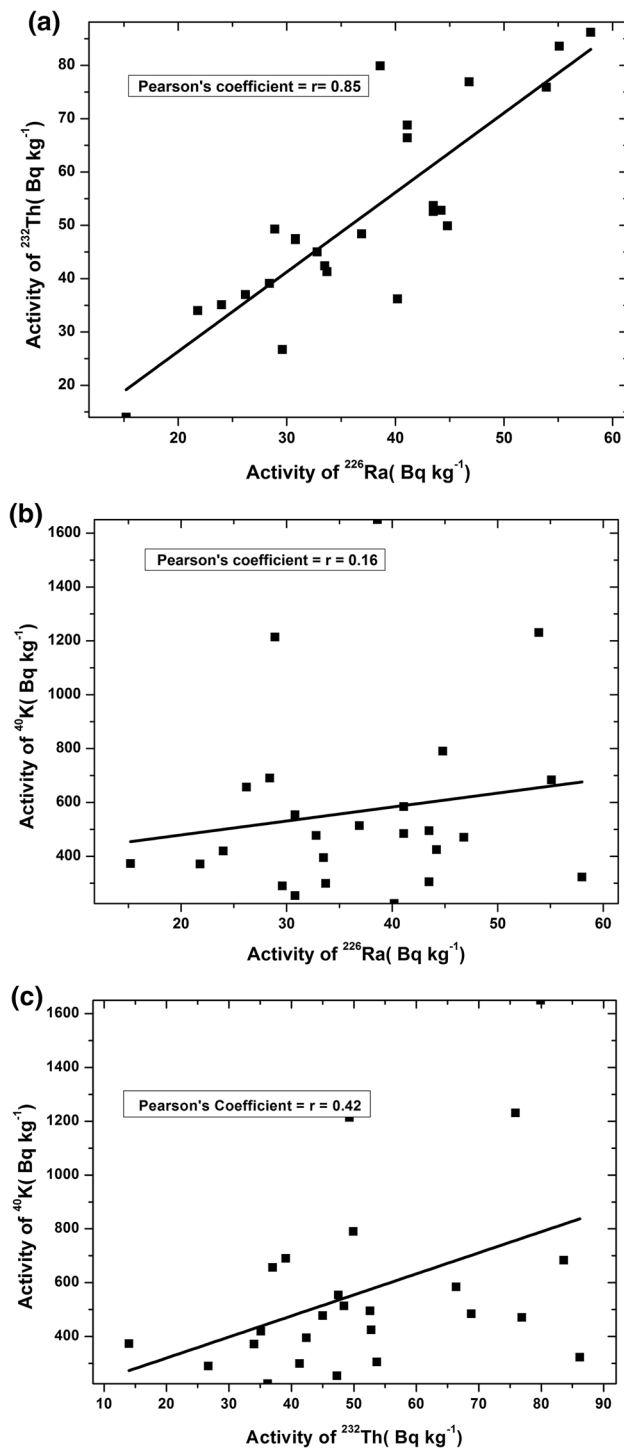 (a)
Pearson's coefficient = r= 0.85
80
70
60
50
40
30
20
Activity of ²³²Th( Bq kg⁻¹)
20 30 40 50 60
Activity of ²²⁶Ra( Bq kg⁻¹)
(b)
1600
Pearson's coefficient = r = 0.16
1400
1200
1000
800
600
400
Activity of ⁴⁰K( Bq kg⁻¹)
20 30 40 50 60
Activity of ²²⁶Ra( Bq kg⁻¹)
(c)
1600
1400
Pearson's Coefficient = r = 0.42
1200
1000
800
600
400
Activity of ⁴⁰K( Bq kg⁻¹)
10 20 30 40 50 60 70 80 90
Activity of ²³²Th( Bq kg⁻¹)